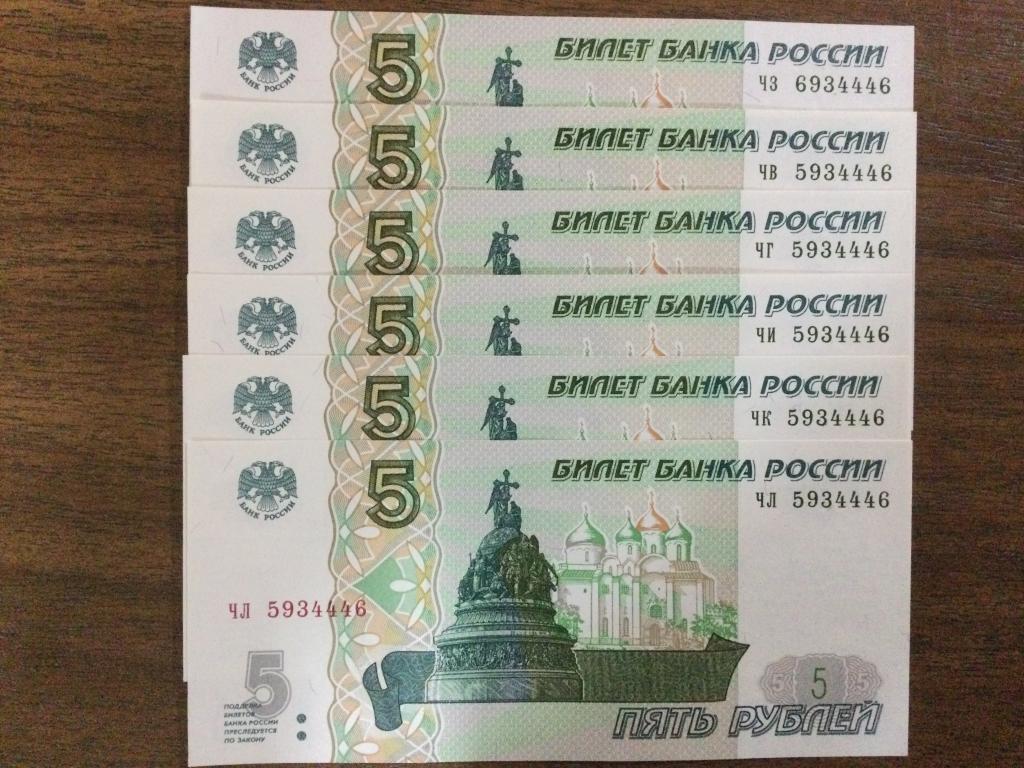 БАНК РОССИИ
5
БИЛЕТ БАНКА РОССИИ
ЧЗ 6934446
БАНК РОССИИ
5
БИЛЕТ БАНКА РОССИИ
ЧВ 5934446
БАНК РОССИИ
5
БИЛЕТ БАНКА РОССИИ
ЧГ 5934446
БАНК РОССИИ
5
БИЛЕТ БАНКА РОССИИ
ЧИ 5934446
БАНК РОССИИ
5
БИЛЕТ БАНКА РОССИИ
ЧК 5934446
БАНК РОССИИ
5
БИЛЕТ БАНКА РОССИИ
ЧЛ 5934446
ЧЛ 5934446
5
ПОДДЕЛКА
БИЛЕТОВ
БАНКА РОССИИ
ПРЕСЛЕДУЕТСЯ
ПО ЗАКОНУ
5 5 5
ПЯТЬ РУБЛЕЙ